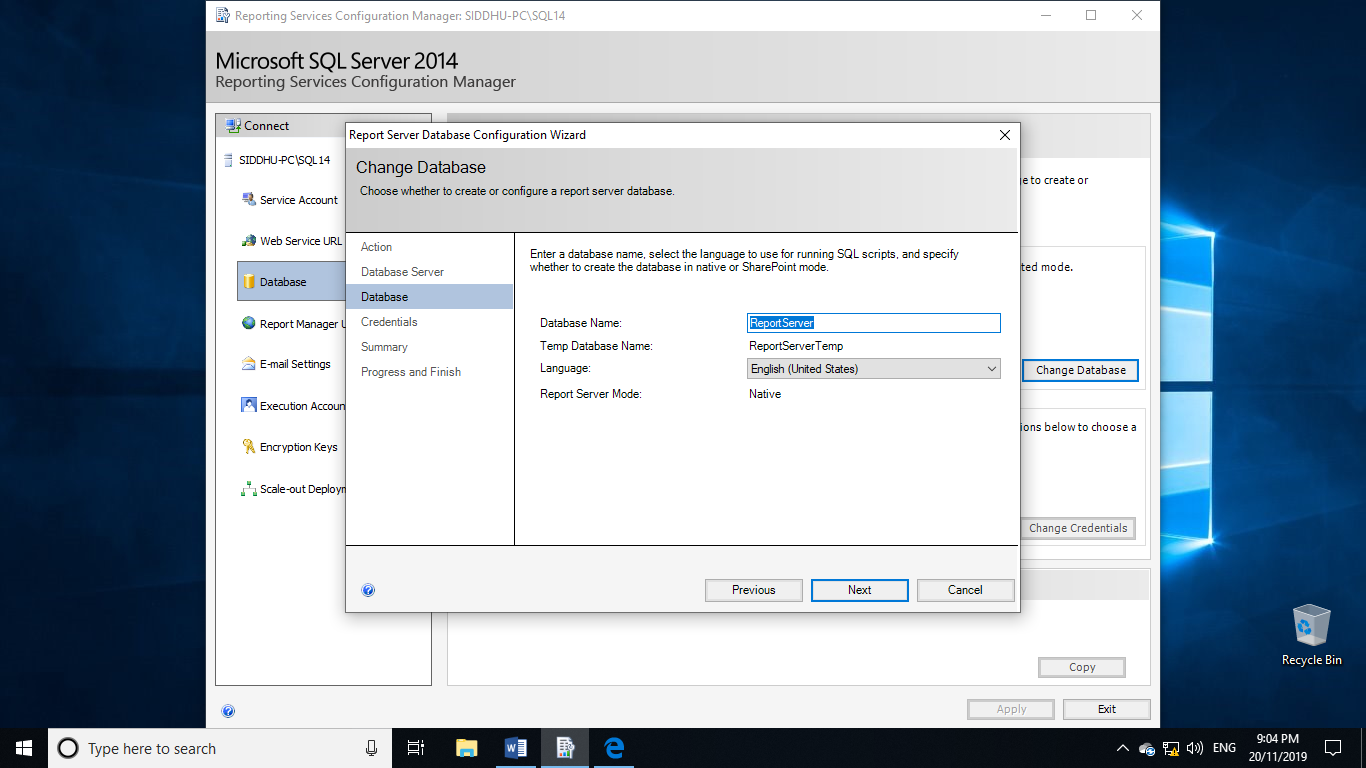 Reporting Services Configuration Manager: SIDDHU-PC\SQL14
Microsoft SQL Server 2014
Reporting Services Configuration Manager
Connect
SIDDHU-PC\SQL14
Service Account
Web Service URL
Database
Report Manager U
E-mail Settings
Execution Accoun
Encryption Keys
Scale-out Deploym
Report Server Database Configuration Wizard
Change Database
Choose whether to create or configure a report server database.
Action
Database Server
Database
Credentials
Summary
Progress and Finish
Enter a database name, select the language to use for running SQL scripts, and specify
whether to create the database in native or SharePoint mode.
Database Name: ReportServer
Temp Database Name: ReportServerTemp
Language: English (United States)
Report Server Mode: Native
Previous Next Cancel
ge to create or
ted mode.
Change Database
ions below to choose a
Change Credentials
Copy
Apply Exit
Recycle Bin
Type here to search
ENG
9:04 PM
20/11/2019